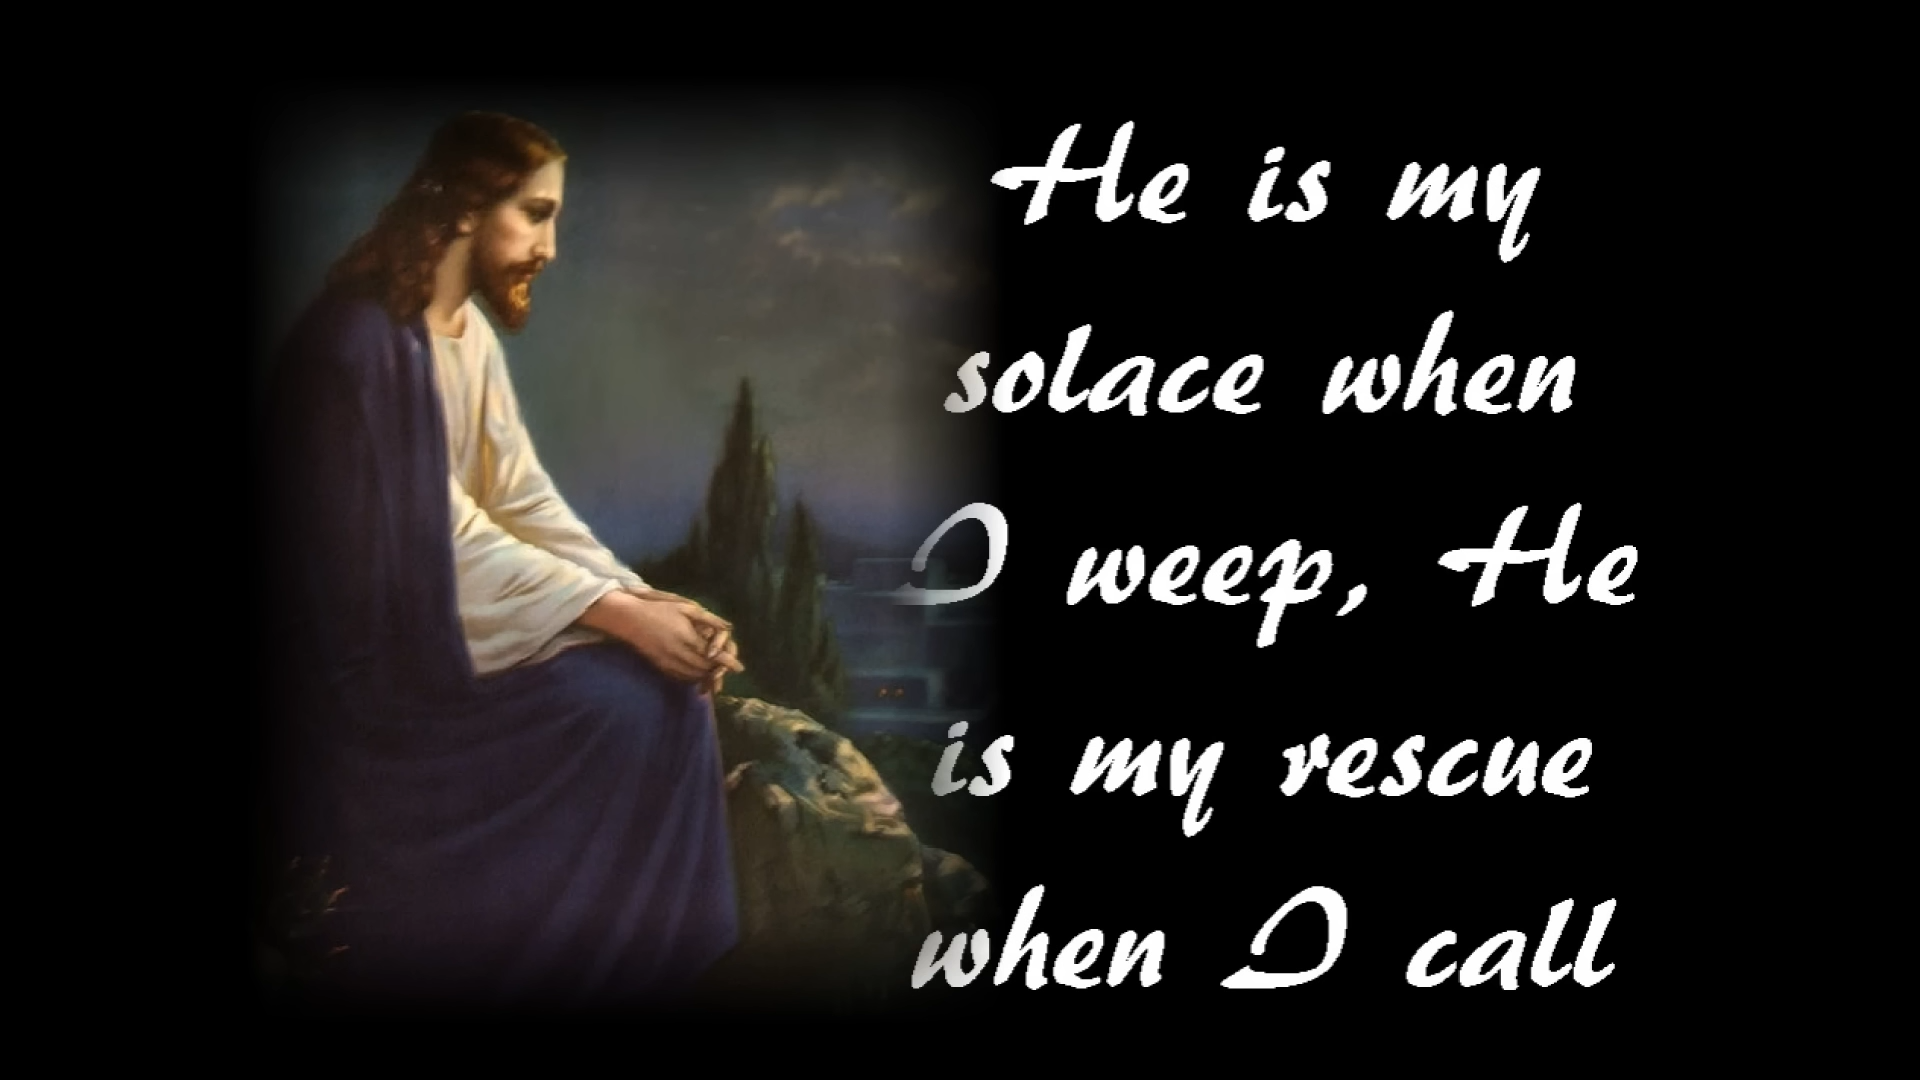 He is my
solace when
I weep, He
is my rescue
when I call